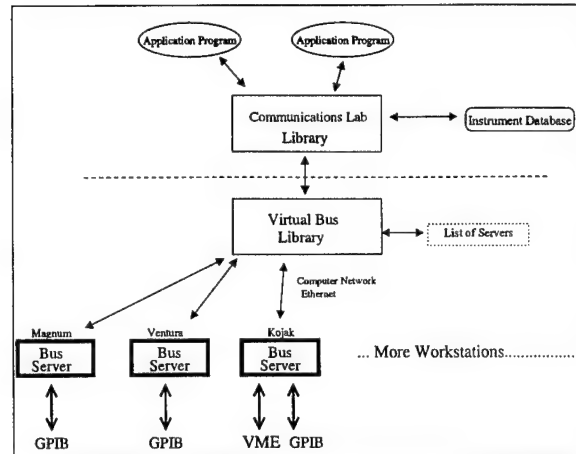 Application Program
Application Program
Communications Lab
Library
Instrument Database
Virtual Bus
Library
List of Servers
Computer Network
Ethernet
Magnum
Ventura
Kojak
Bus
Server
Bus
Server
Bus
Server
... More Workstations..............
GPIB
GPIB
VME GPIB